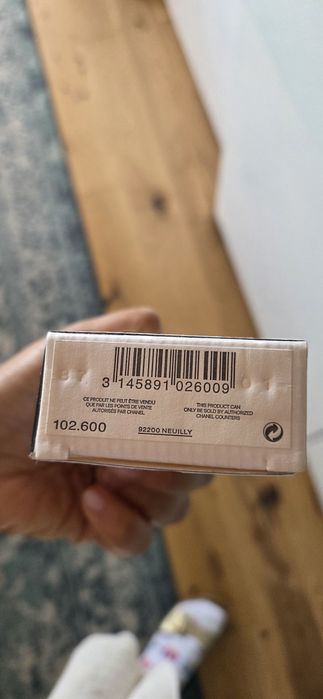 3 145891 026009
CE PRODUIT NE PEUT ÊTRE VENDU
QUE PAR LES POINTS DE VENTE
AUTORISÉS PAR CHANEL
THIS PRODUCT CAN
ONLY BE SOLD BY AUTHORIZED
CHANEL COUNTERS
102.600
92200 NEUILLY